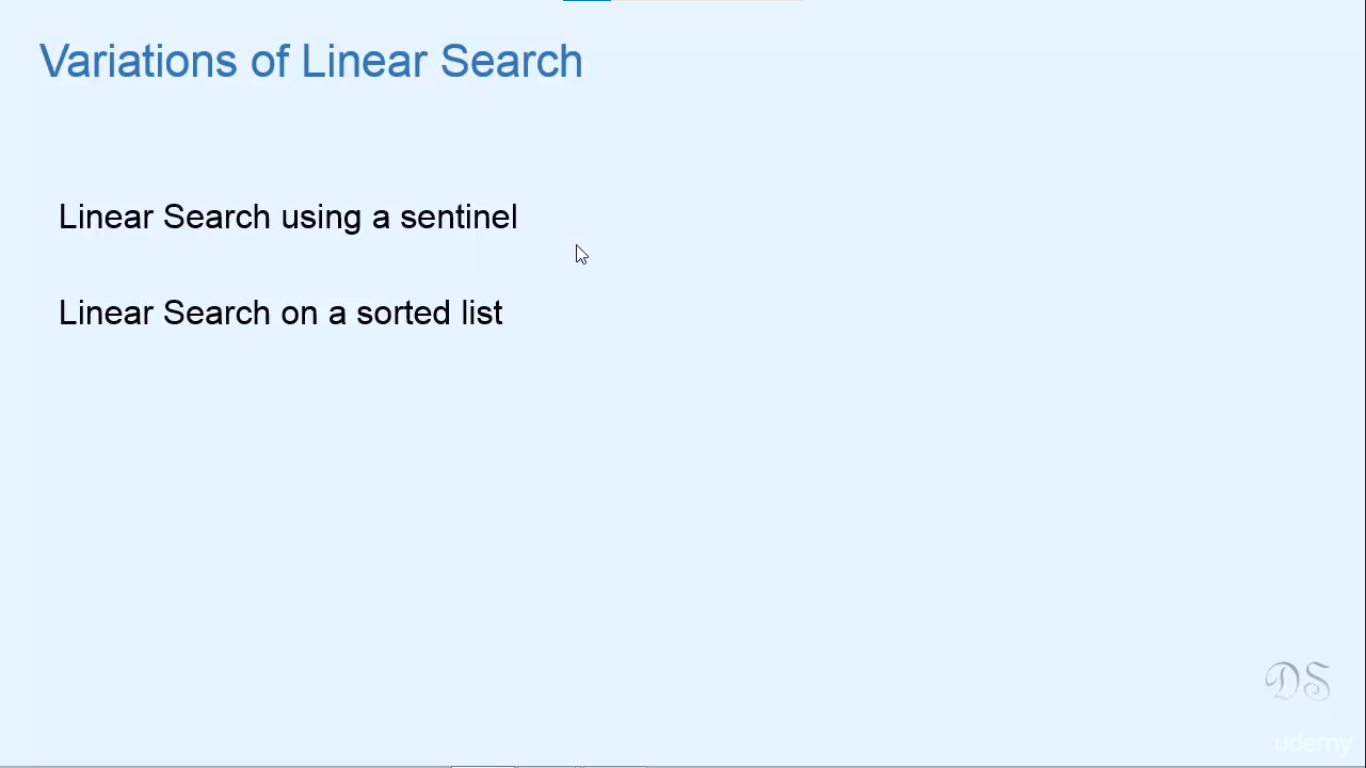 Variations of Linear Search
Linear Search using a sentinel
Linear Search on a sorted list
DS
udemy